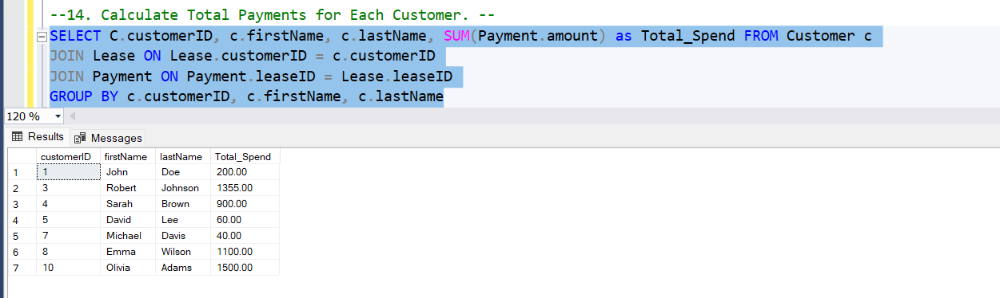 --14. Calculate Total Payments for Each Customer. --
SELECT C.customerID, c.firstName, c.lastName, SUM(Payment.amount) as Total_Spend FROM Customer c
JOIN Lease ON Lease.customerID = c.customerID
JOIN Payment ON Payment.leaseID = Lease.leaseID
GROUP BY c.customerID, c.firstName, c.lastName
120 %
Results Messages
customerID firstName lastName Total_Spend
1 1 John Doe 200.00
2 3 Robert Johnson 1355.00
3 4 Sarah Brown 900.00
4 5 David Lee 60.00
5 7 Michael Davis 40.00
6 8 Emma Wilson 1100.00
7 10 Olivia Adams 1500.00